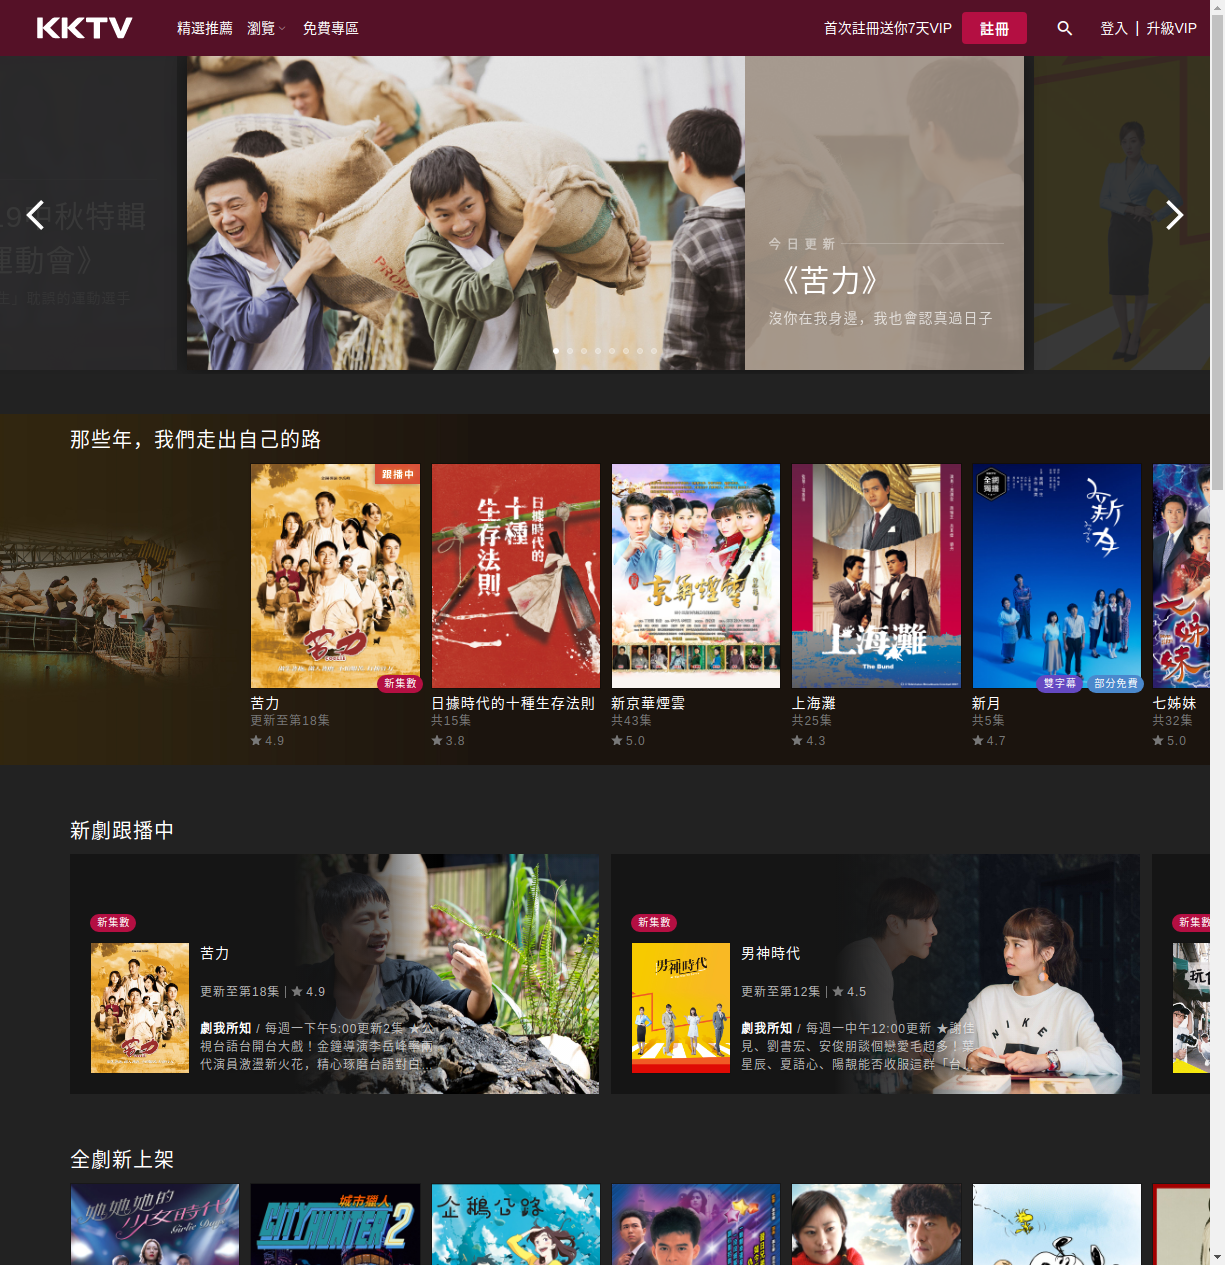 KKTV
精選推薦
瀏覽
免費專區
首次註冊送你7天VIP
註冊
登入 | 升級VIP
19中秋特輯
運動會》
今日更新
《苦力》
沒你在我身邊，我也會認真過日子
那些年，我們走出自己的路
跟播中
苦力
新集數
苦力
更新至第18集
4.9
日據時代的
十種
生存法則
日據時代的十種生存法則
共15集
3.8
新京華煙雲
共43集
5.0
上海灘
The Bund
上海灘
共25集
4.3
全網獨播
新月
雙字幕
部分免費
新月
共5集
4.7
七姊妹
七姊妹
共32集
5.0
新劇跟播中
新集數
苦力
苦力
更新至第18集 | 4.9
劇我所知 / 每週一下午5:00更新2集 ★公
視台語台開台大戲！金鐘導演李岳峰率兩
代演員激盪新火花，精心琢磨台語對白...
新集數
男神時代
男神時代
更新至第12集 | 4.5
劇我所知 / 每週一中午12:00更新 ★謝佳
見、劉書宏、安俊朋談個戀愛毛超多！葉
星辰、夏語心、陽靚能否收服這群「台...
NIKE
新集數
全劇新上架
她她她的
少女時代
城市獵人
CITY HUNTER 2
企鵝公路